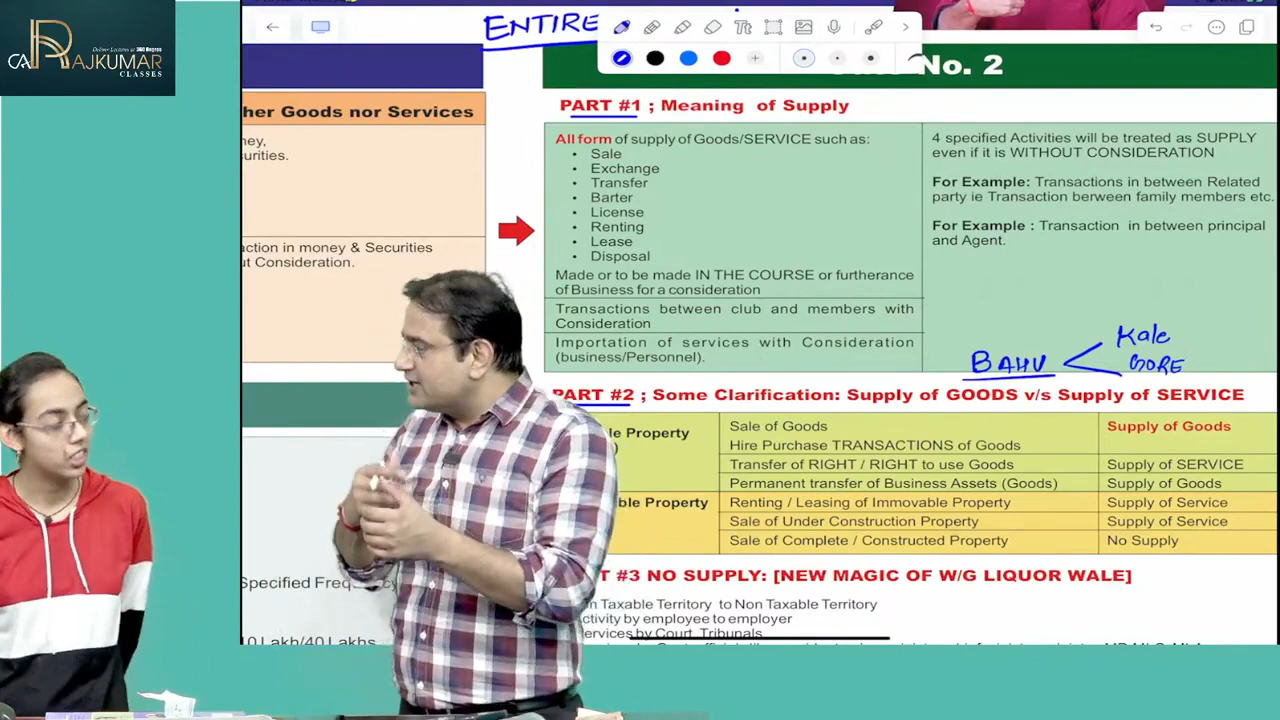 Deliver Lectures at 360 Degree
CA RAJKUMAR
CLASSES
ENTIRE
No. 2
her Goods nor Services
ney,
curities.
action in money & Securities
ut Consideration.
PART #1 ; Meaning of Supply
All form of supply of Goods/SERVICE such as:
• Sale
• Exchange
• Transfer
• Barter
• License
• Renting
• Lease
• Disposal
Made or to be made IN THE COURSE or furtherance
of Business for a consideration
Transactions between club and members with
Consideration
Importation of services with Consideration
(business/Personnel).
4 specified Activities will be treated as SUPPLY
even if it is WITHOUT CONSIDERATION
For Example: Transactions in between Related
party ie Transaction berween family members etc.
For Example : Transaction in between principal
and Agent.
BAHU
Kale
GORE
PART #2 ; Some Clarification: Supply of GOODS v/s Supply of SERVICE
le Property
Sale of Goods
Supply of Goods
Hire Purchase TRANSACTIONS of Goods
Transfer of RIGHT / RIGHT to use Goods
Supply of SERVICE
Permanent transfer of Business Assets (Goods)
Supply of Goods
ble Property
Renting / Leasing of Immovable Property
Supply of Service
Sale of Under Construction Property
Supply of Service
Sale of Complete / Constructed Property
No Supply
T #3 NO SUPPLY: [NEW MAGIC OF W/G LIQUOR WALE]
n Taxable Territory to Non Taxable Territory
ctivity by employee to employer
ervices by Court, Tribunals
Specified Freq
10 Lakh/40 Lakhs